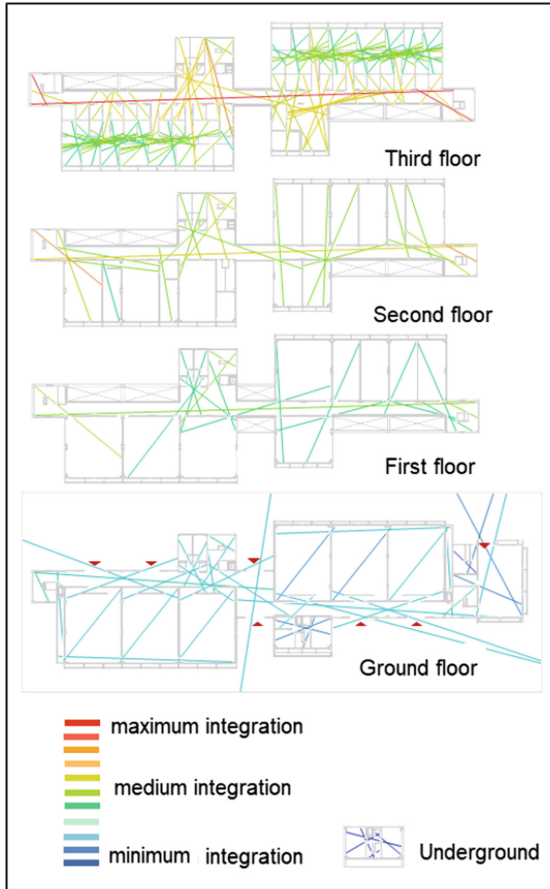 Third floor
Second floor
First floor
Ground floor
maximum integration
medium integration
minimum integration
Underground